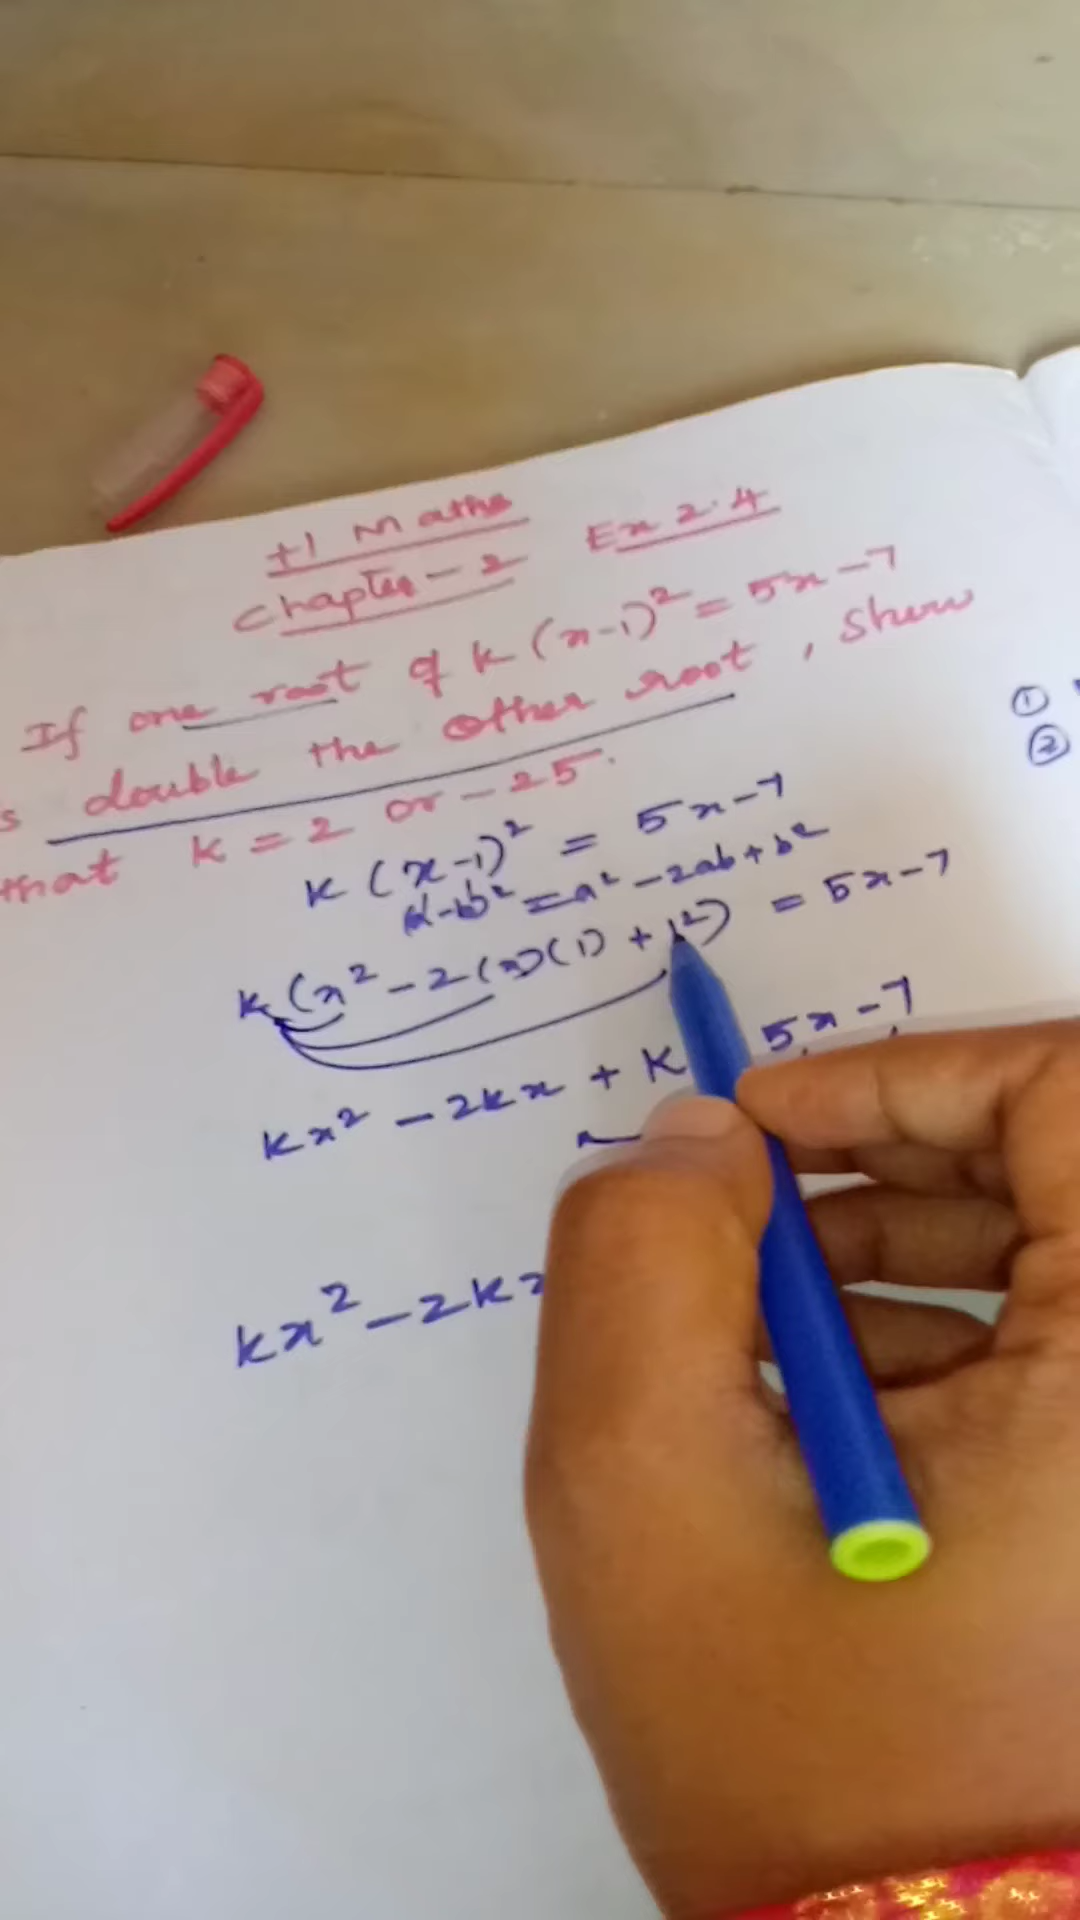 +1 Maths
Chapter - 2 Ex 2.4
If one root of k(x-1)² = 5x-7
s double the other root, show
that k = 2 or -25.
k(x-1)² = 5x-7
(a-b)² = a² - 2ab + b²
k(x² - 2(x)(1) + 1²) = 5x-7
kx² - 2kx + k 5x-7
kx² - 2kx
①
②